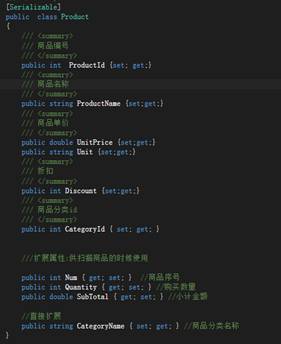 [Serializable]
public class Product
{
/// <summary>
/// 商品编号
/// </summary>
public int ProductId {set; get;}
/// <summary>
/// 商品名称
/// </summary>
public string ProductName {set;get;}
/// <summary>
/// 商品单价
/// </summary>
public double UnitPrice {set;get;}
public string Unit {set;get;}
/// <summary>
/// 折扣
/// </summary>
public int Discount {set;get;}
/// <summary>
/// 商品分类id
/// </summary>
public int CategoryId { set; get; }
///扩展属性:供扫描商品的时候使用
public int Num { get; set; } //商品序号
public int Quantity { get; set; } //购买数量
public double SubTotal { get; set; } //小计金额
//直接扩展
public string CategoryName { set; get; } //商品分类名称
}